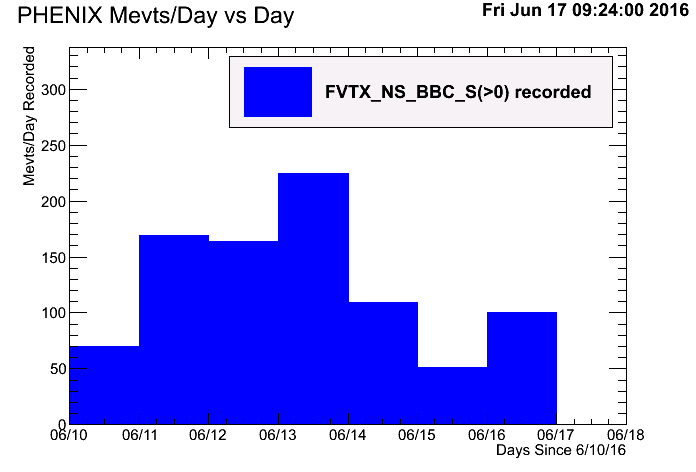 PHENIX Mevts/Day vs Day
Fri Jun 17 09:24:00 2016
Mevts/Day Recorded
FVTX_NS_BBC_S(>0) recorded
300
250
200
150
100
50
0
06/10 06/11 06/12 06/13 06/14 06/15 06/16 06/17 06/18
Days Since 6/10/16